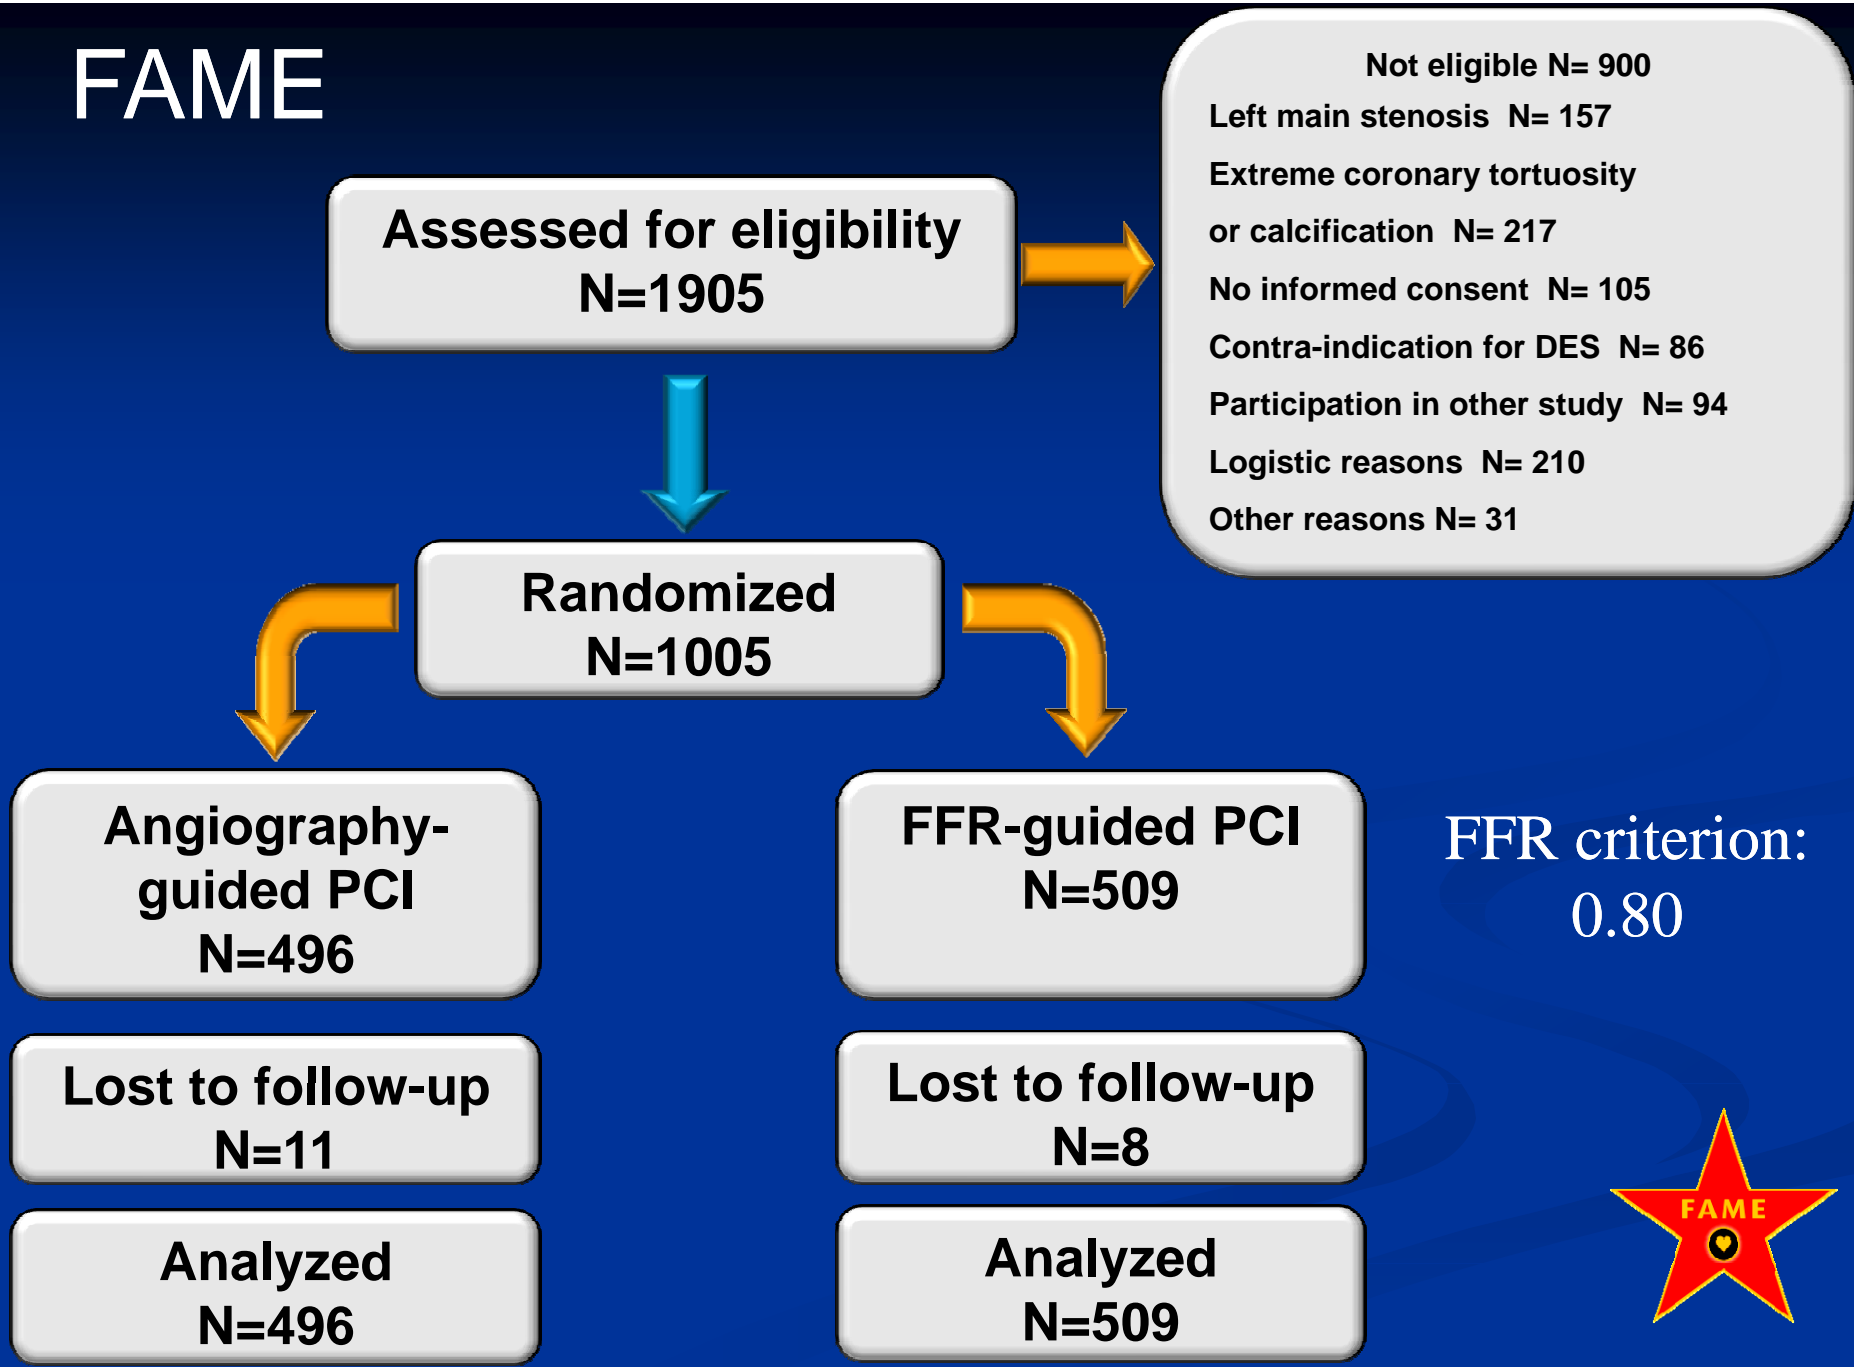 FAME
Not eligible N= 900
Left main stenosis  N= 157
Extreme coronary tortuosity
or calcification  N= 217
No informed consent  N= 105
Contra-indication for DES  N= 86
Participation in other study  N= 94
Logistic reasons  N= 210
Other reasons N= 31
Assessed for eligibility
N=1905
Randomized
N=1005
Angiography-
guided PCI
N=496
FFR-guided PCI
N=509
FFR criterion:
0.80
Lost to follow-up
N=11
Lost to follow-up
N=8
Analyzed
N=496
Analyzed
N=509
FAME